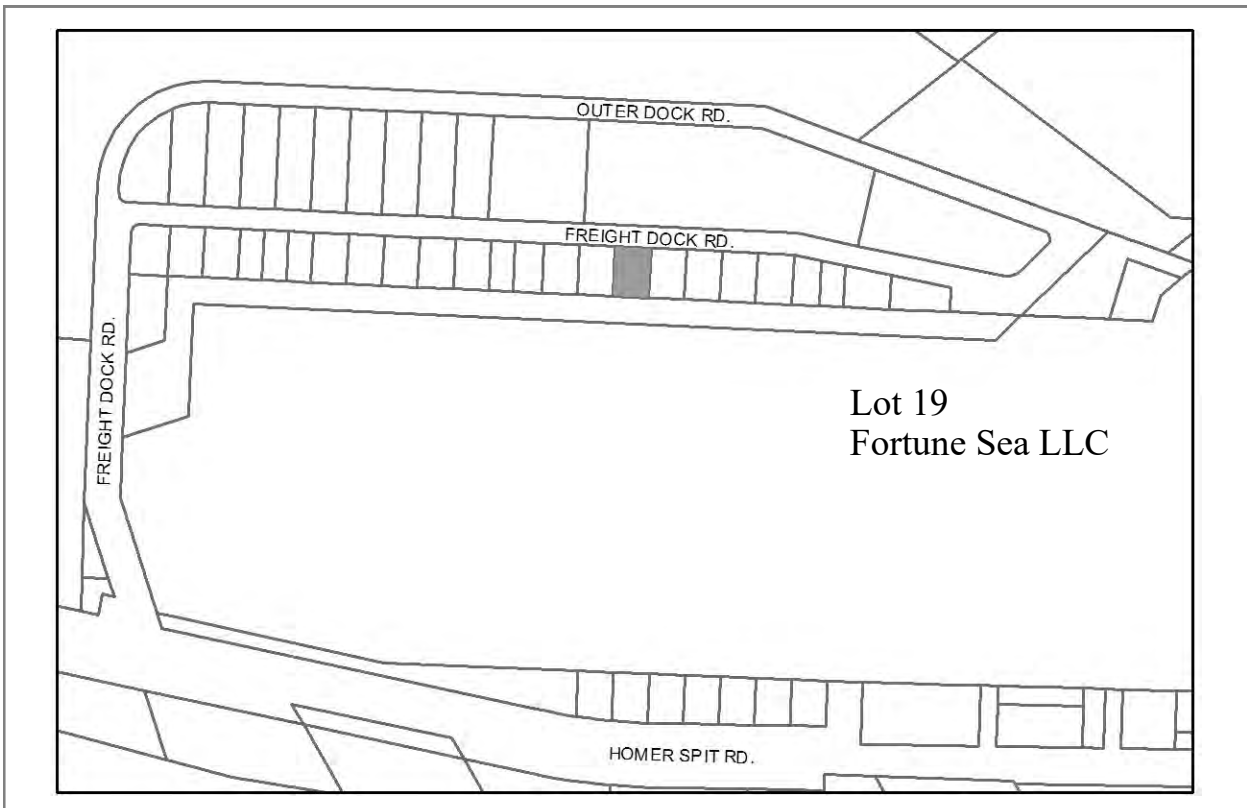 OUTER DOCK RD.
FREIGHT DOCK RD.
FREIGHT DOCK RD.
Lot 19
Fortune Sea LLC
HOMER SPIT RD.